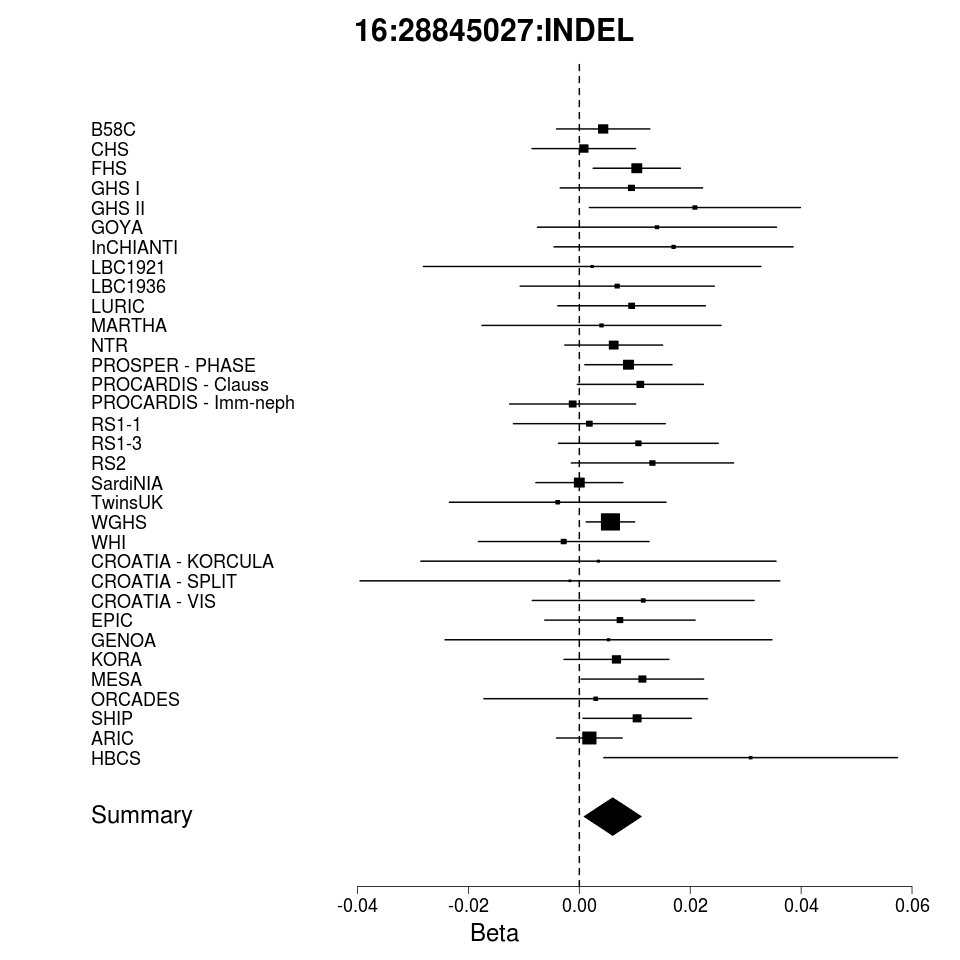 16:28845027:INDEL
B58C
CHS
FHS
GHS I
GHS II
GOYA
InCHIANTI
LBC1921
LBC1936
LURIC
MARTHA
NTR
PROSPER - PHASE
PROCARDIS - Clauss
PROCARDIS - Imm-neph
RS1-1
RS1-3
RS2
SardiNIA
TwinsUK
WGHS
WHI
CROATIA - KORCULA
CROATIA - SPLIT
CROATIA - VIS
EPIC
GENOA
KORA
MESA
ORCADES
SHIP
ARIC
HBCS
Summary
-0.04 -0.02 0.00 0.02 0.04 0.06
Beta